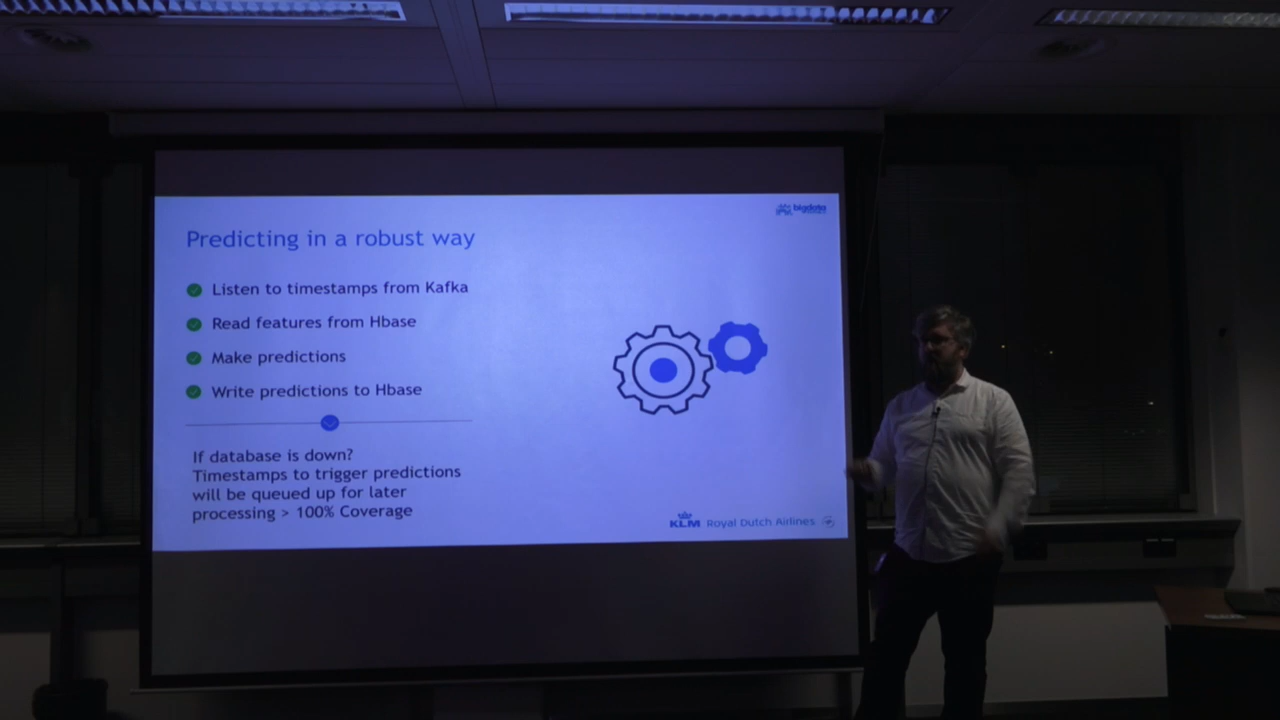 bigdata
Predicting in a robust way
Listen to timestamps from Kafka
Read features from Hbase
Make predictions
Write predictions to Hbase
If database is down?
Timestamps to trigger predictions
will be queued up for later
processing > 100% Coverage
KLM Royal Dutch Airlines